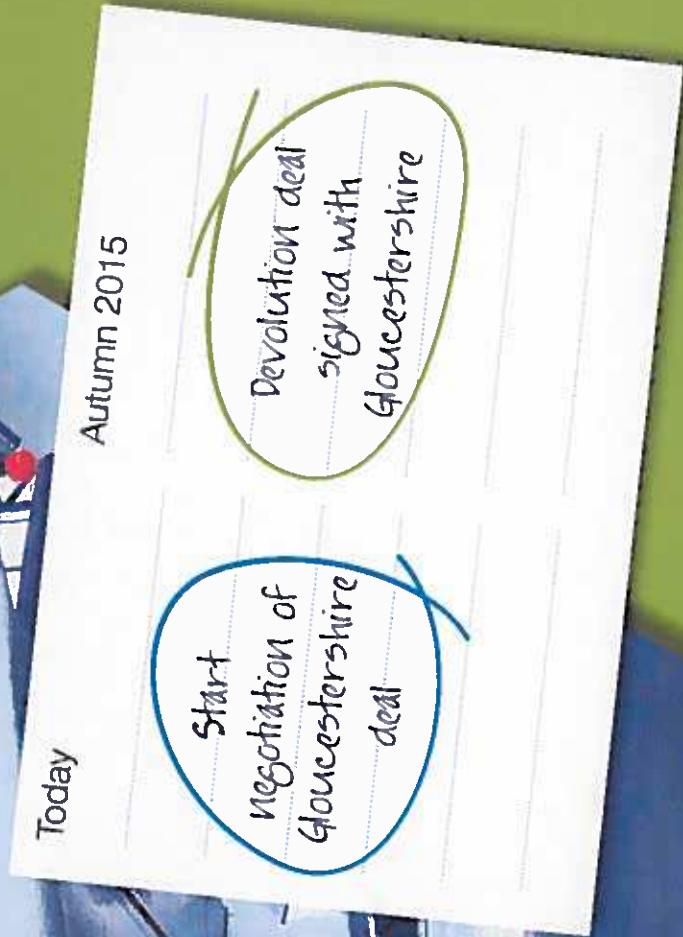 Today
Start
negotiation of
Gloucestershire
deal
Autumn 2015
Devolution deal
signed with
Gloucestershire